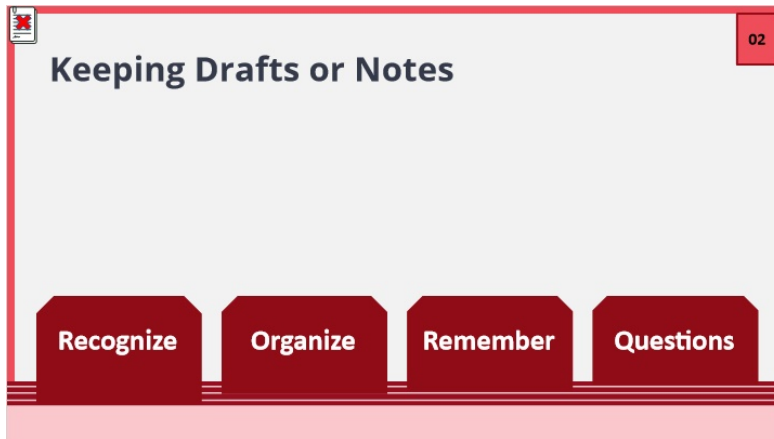 02
Keeping Drafts or Notes
Recognize
Organize
Remember
Questions